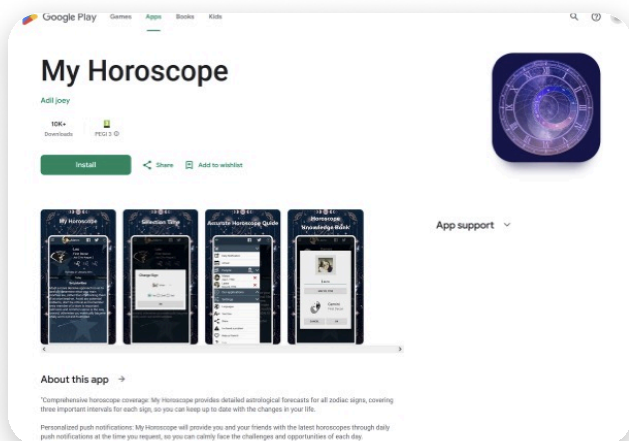 Google Play Games Apps Books Kids
My Horoscope
Adil joey
10K+
Downloads
PEGI 3
Install
Share
Add to wishlist
My Horoscope
Selection Time
Accurate Horoscope Guide
Horoscope
Knowledge Bank
Change Sign
App support
About this app
"Comprehensive horoscope coverage: My Horoscope provides detailed astrological forecasts for all zodiac signs, covering
three important intervals for each sign, so you can keep up to date with the changes in your life.
Personalized push notifications: My Horoscope will provide you and your friends with the latest horoscopes through daily
push notifications at the time you request, so you can calmly face the challenges and opportunities of each day.